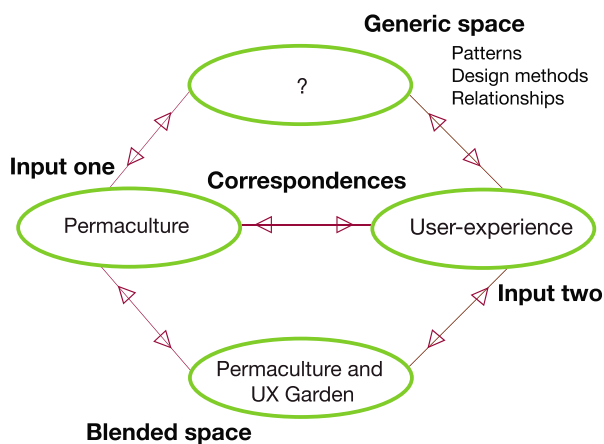 Generic space
Patterns
Design methods
Relationships
?
Input one
Correspondences
Permaculture
User-experience
Input two
Permaculture and
UX Garden
Blended space